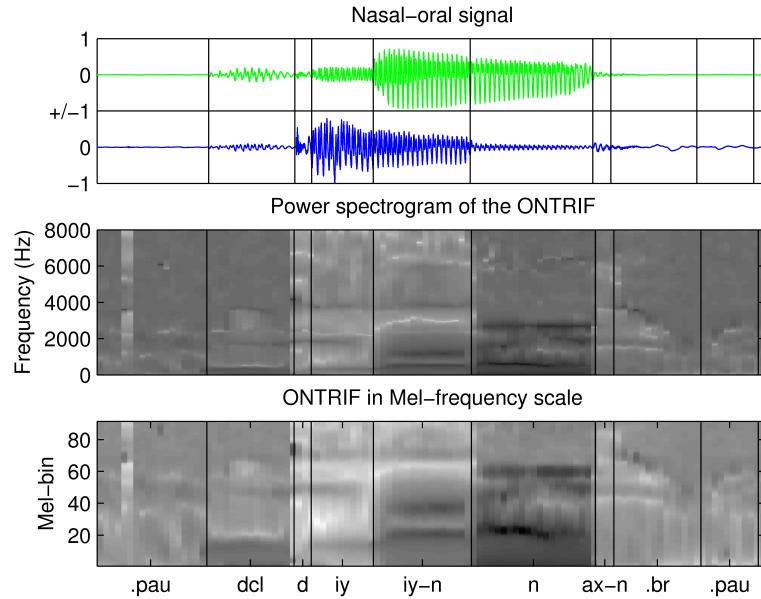 Nasal−oral signal
1
0
+/−1
0
−1
Power spectrogram of the ONTRIF
Frequency (Hz)
8000
6000
4000
2000
0
ONTRIF in Mel−frequency scale
Mel−bin
80
60
40
20
.pau dcl d iy iy−n n ax−n .br .pau